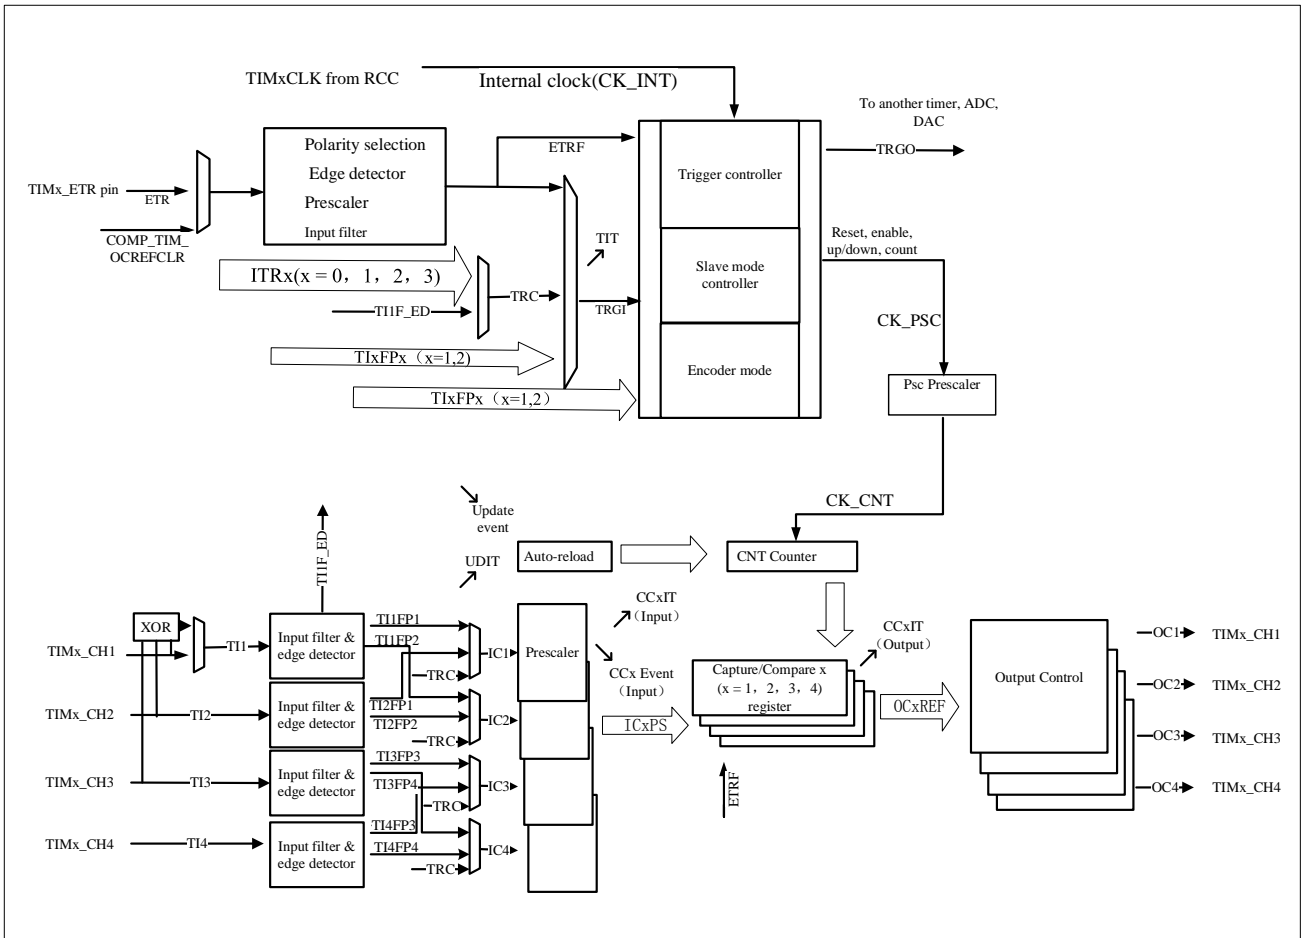 TIMxCLK from RCC
Internal clock(CK_INT)
To another timer, ADC,
DAC
TRGO
Polarity selection
Edge detector
Prescaler
Input filter
ETRF
TIMx_ETR pin
ETR
COMP_TIM_
OCREFCLR
Trigger controller
Slave mode
controller
Encoder mode
Reset, enable,
up/down, count
TIT
ITRx(x = 0, 1, 2, 3)
TI1F_ED
TRC
TRGI
TIxFPx（x=1,2)
TIxFPx（x=1,2）
CK_PSC
Psc Prescaler
CK_CNT
Update
event
UDIT
Auto-reload
CNT Counter
TI1F_ED
XOR
TIMx_CH1
TI1
Input filter &
edge detector
TI1FP1
TI1FP2
TRC
IC1
Prescaler
CCxIT
（Input）
CCx Event
（Input）
CCxIT
（Output）
TIMx_CH2
TI2
Input filter &
edge detector
TI2FP1
TI2FP2
TRC
IC2
ICxPS
Capture/Compare x
(x = 1, 2, 3, 4)
register
OCxREF
Output Control
OC1
TIMx_CH1
OC2
TIMx_CH2
OC3
TIMx_CH3
OC4
TIMx_CH4
ETRF
TIMx_CH3
TI3
Input filter &
edge detector
TI3FP3
TI3FP4
TRC
IC3
TIMx_CH4
TI4
Input filter &
edge detector
TI4FP3
TI4FP4
TRC
IC4